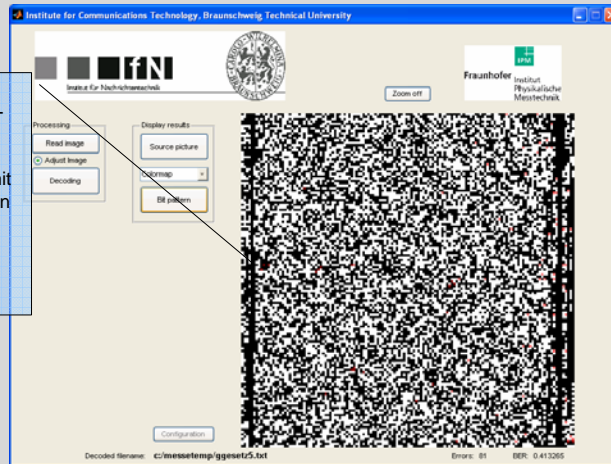 Institute for Communications Technology, Braunschweig Technical University
IfN
Institut für Nachrichtentechnik
Fraunhofer
IPM
Institut
Physikalische
Messtechnik
Zoom off
Processing
Display results
Read image
Source picture
Adjust Image
Colormap
Decoding
Bit pattern
n
Configuration
Decoded filename: c:/messetemp/ggesetz5.txt
Errors: 81
BER: 0.413265